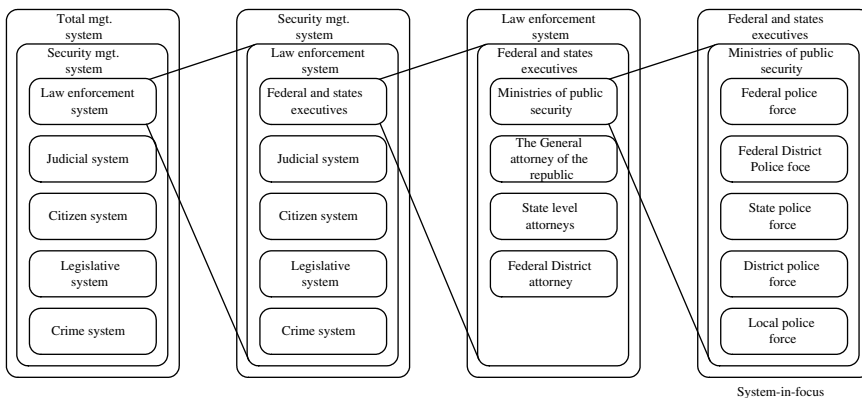 Total mgt.
system
Security mgt.
system
Law enforcement
system
Judicial system
Citizen system
Legislative
system
Crime system
Security mgt.
system
Law enforcement
system
Federal and states
executives
Judicial system
Citizen system
Legislative
system
Crime system
Law enforcement
system
Federal and states
executives
Ministries of public
security
The General
attorney of the
republic
State level
attorneys
Federal District
attorney
Federal and states
executives
Ministries of public
security
Federal police
force
Federal District
Police foce
State police
force
District police
force
Local police
force
System-in-focus